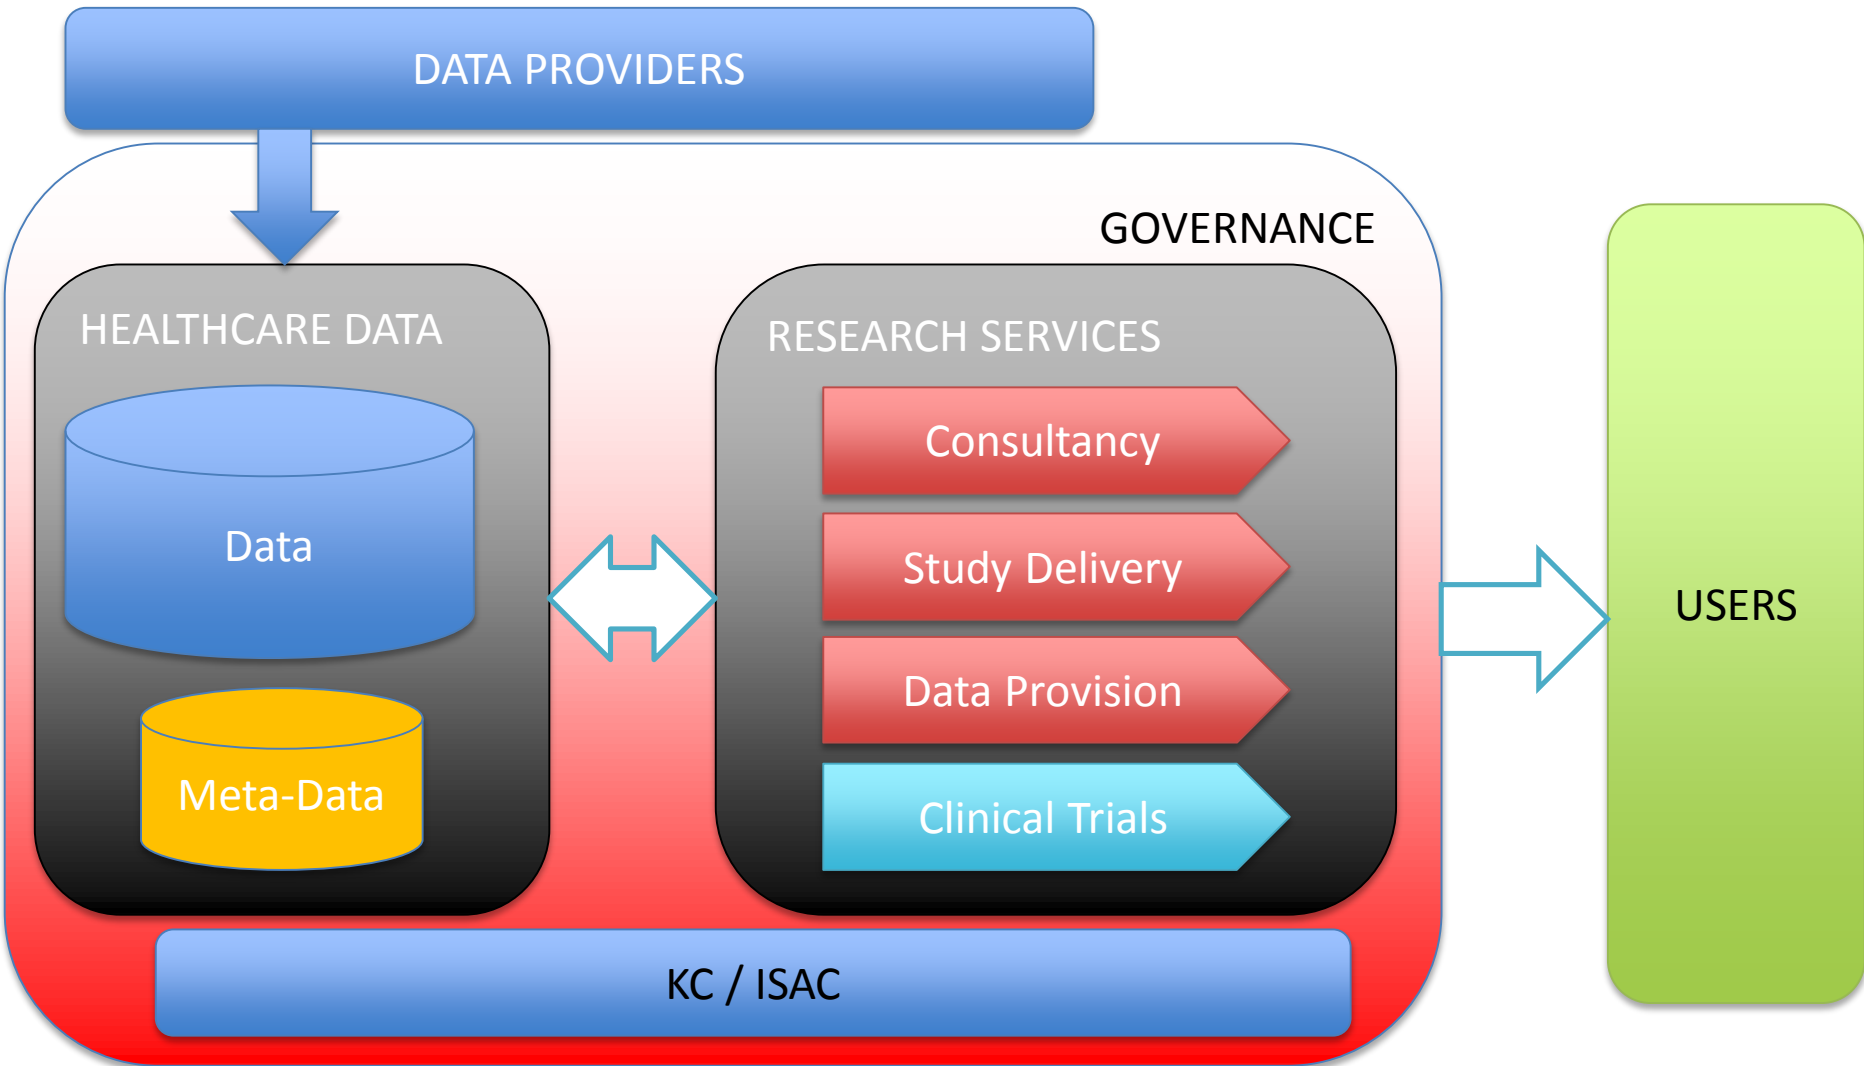 DATA PROVIDERS
GOVERNANCE
HEALTHCARE DATA
Data
Meta-Data
RESEARCH SERVICES
Consultancy
Study Delivery
Data Provision
Clinical Trials
KC / ISAC
USERS